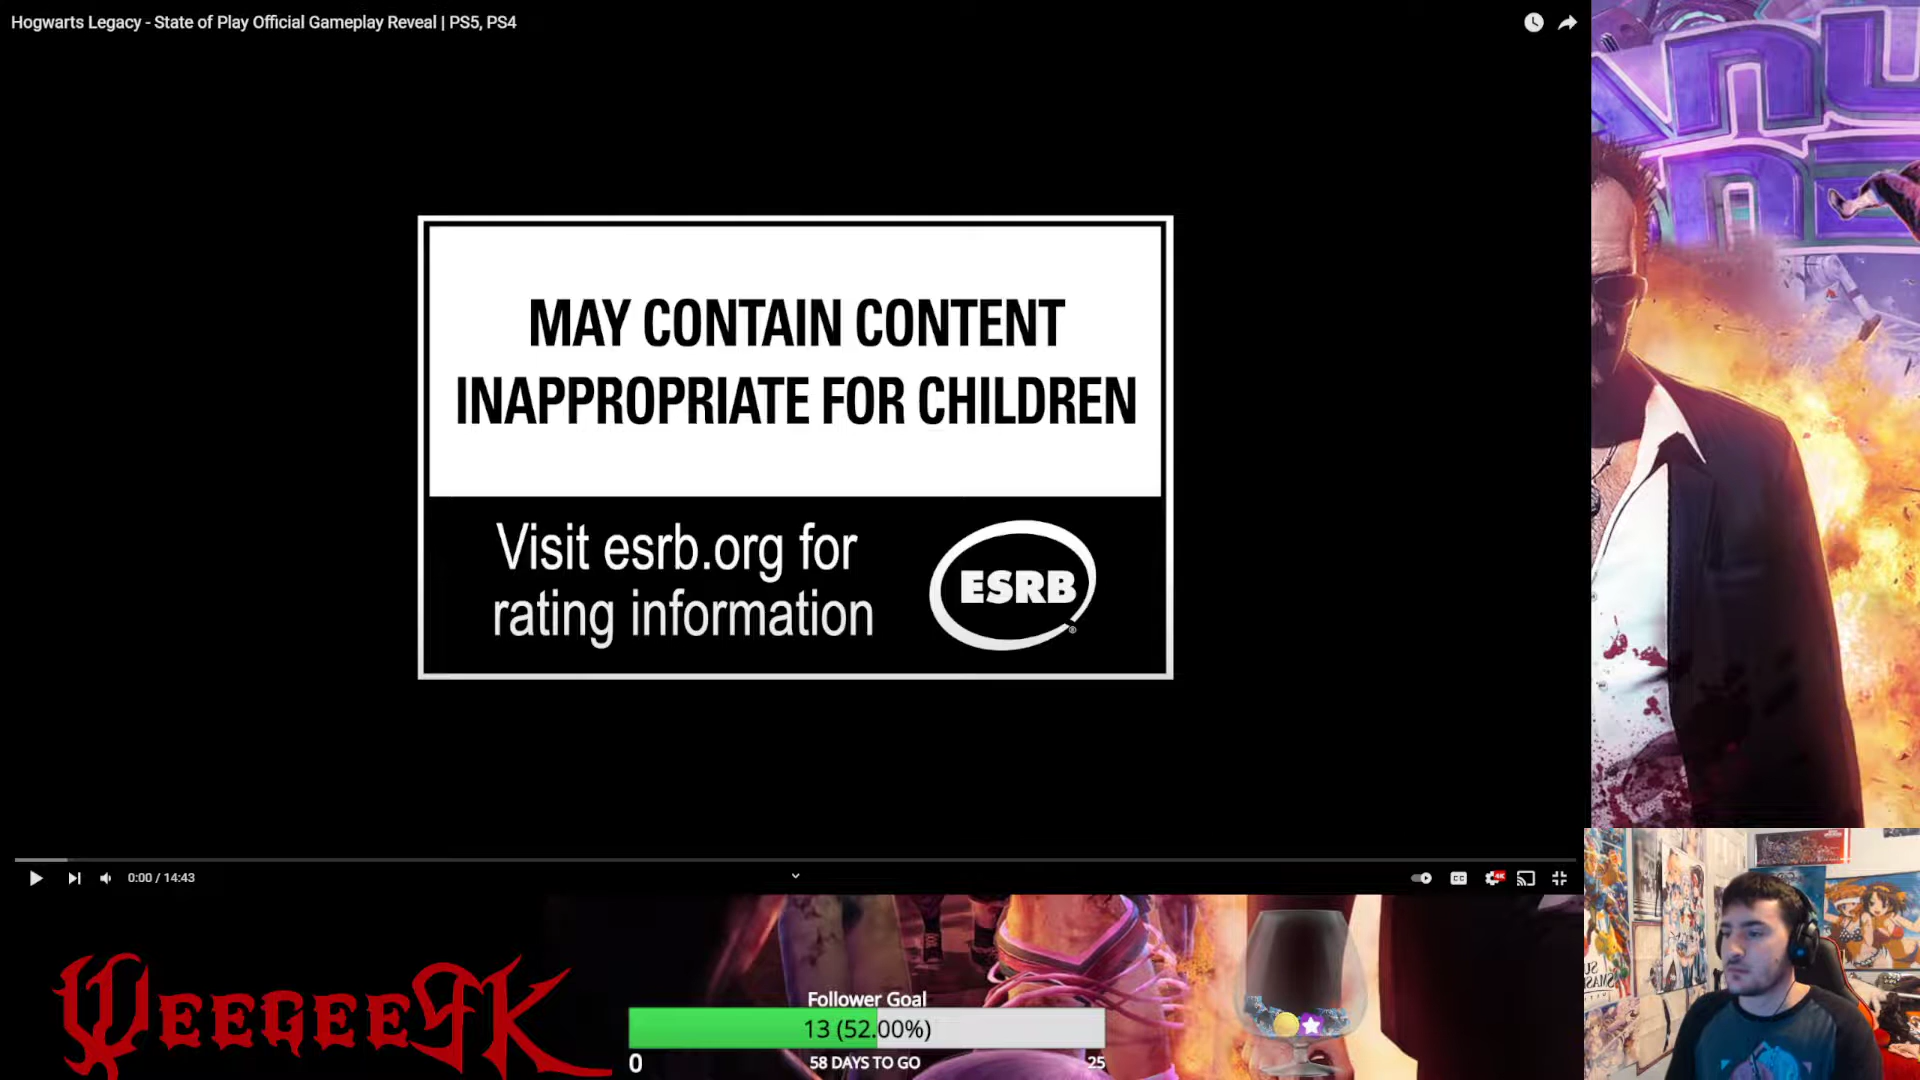 Hogwarts Legacy - State of Play Official Gameplay Reveal | PS5, PS4
MAY CONTAIN CONTENT
INAPPROPRIATE FOR CHILDREN
Visit esrb.org for
rating information
ESRB
®
0:00 / 14:43
CC
4K
Follower Goal
13 (52.00%)
0
58 DAYS TO GO
25